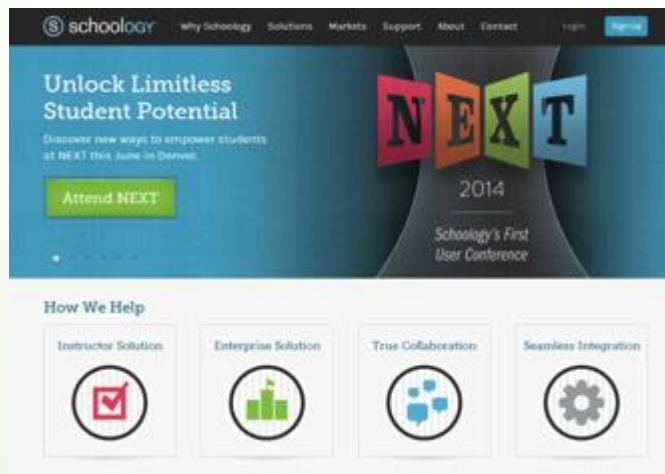 S schoology Why Schoology Solutions Markets Support About Contact Login Sign Up
Unlock Limitless
Student Potential
Discover new ways to empower students
at NEXT this June in Denver.
Attend NEXT
NEXT
2014
Schoology's First
User Conference
How We Help
Instructor Solution Enterprise Solution True Collaboration Seamless Integration